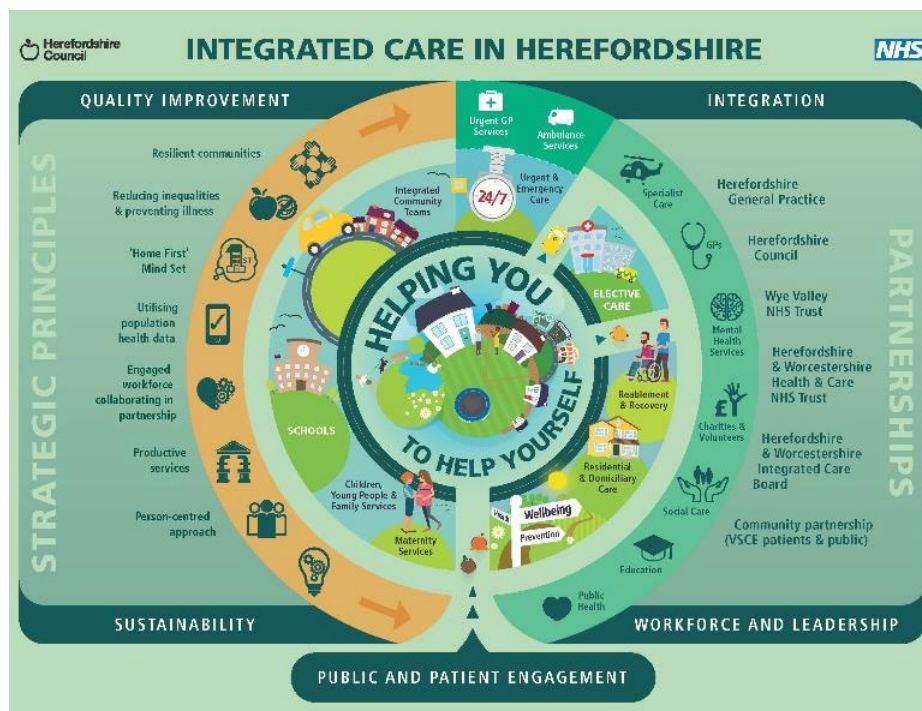 Herefordshire
Council
INTEGRATED CARE IN HEREFORDSHIRE
NHS
QUALITY IMPROVEMENT
INTEGRATION
STRATEGIC PRINCIPLES
Resilient communities
Reducing inequalities
& preventing illness
'Home First'
Mind Set
1ST
Utilising
population
health data
Engaged
workforce
collaborating in
partnership
Productive
services
Person-centred
approach
Urgent GP
Services
Ambulance
Services
Integrated
Community
Teams
24/7
Urgent &
Emergency
Care
ELECTIVE
CARE
Reablement
& Recovery
Residential
& Domiciliary
Care
Wellbeing
Prevention
Maternity
Services
Children,
Young People &
Family Services
SCHOOLS
HELPING YOU
TO HELP YOURSELF
Specialist
Care
GPs
Mental
Health
Services
£
Charities &
Volunteers
Social Care
Education
Public
Health
Herefordshire
General Practice
Herefordshire
Council
Wye Valley
NHS Trust
Herefordshire
& Worcestershire
Health & Care
NHS Trust
Herefordshire
& Worcestershire
Integrated Care
Board
Community partnership
(VSCE patients & public)
PARTNERSHIPS
SUSTAINABILITY
WORKFORCE AND LEADERSHIP
PUBLIC AND PATIENT ENGAGEMENT